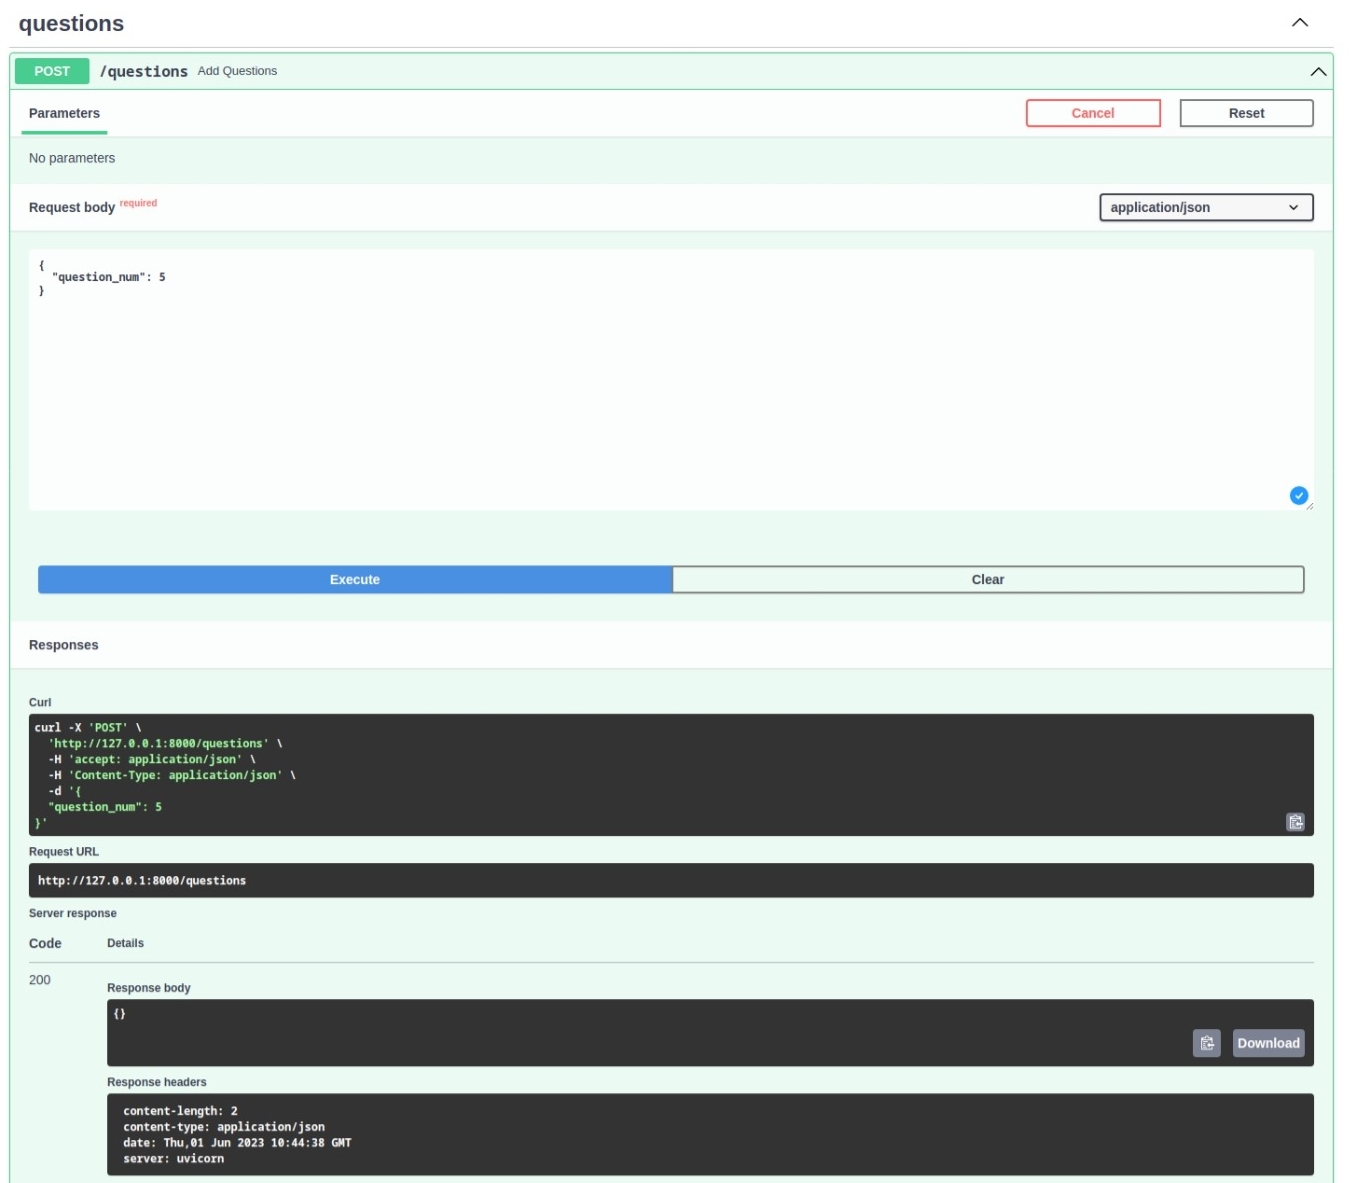 questions
POST /questions Add Questions
Parameters
Cancel
Reset
No parameters
Request body required
application/json
{
  "question_num": 5
}
Execute
Clear
Responses
Curl
curl -X 'POST' \
  'http://127.0.0.1:8000/questions' \
  -H 'accept: application/json' \
  -H 'Content-Type: application/json' \
  -d '{
  "question_num": 5
}'
Request URL
http://127.0.0.1:8000/questions
Server response
Code Details
200
Response body
{}
Download
Response headers
content-length: 2
content-type: application/json
date: Thu,01 Jun 2023 10:44:38 GMT
server: uvicorn